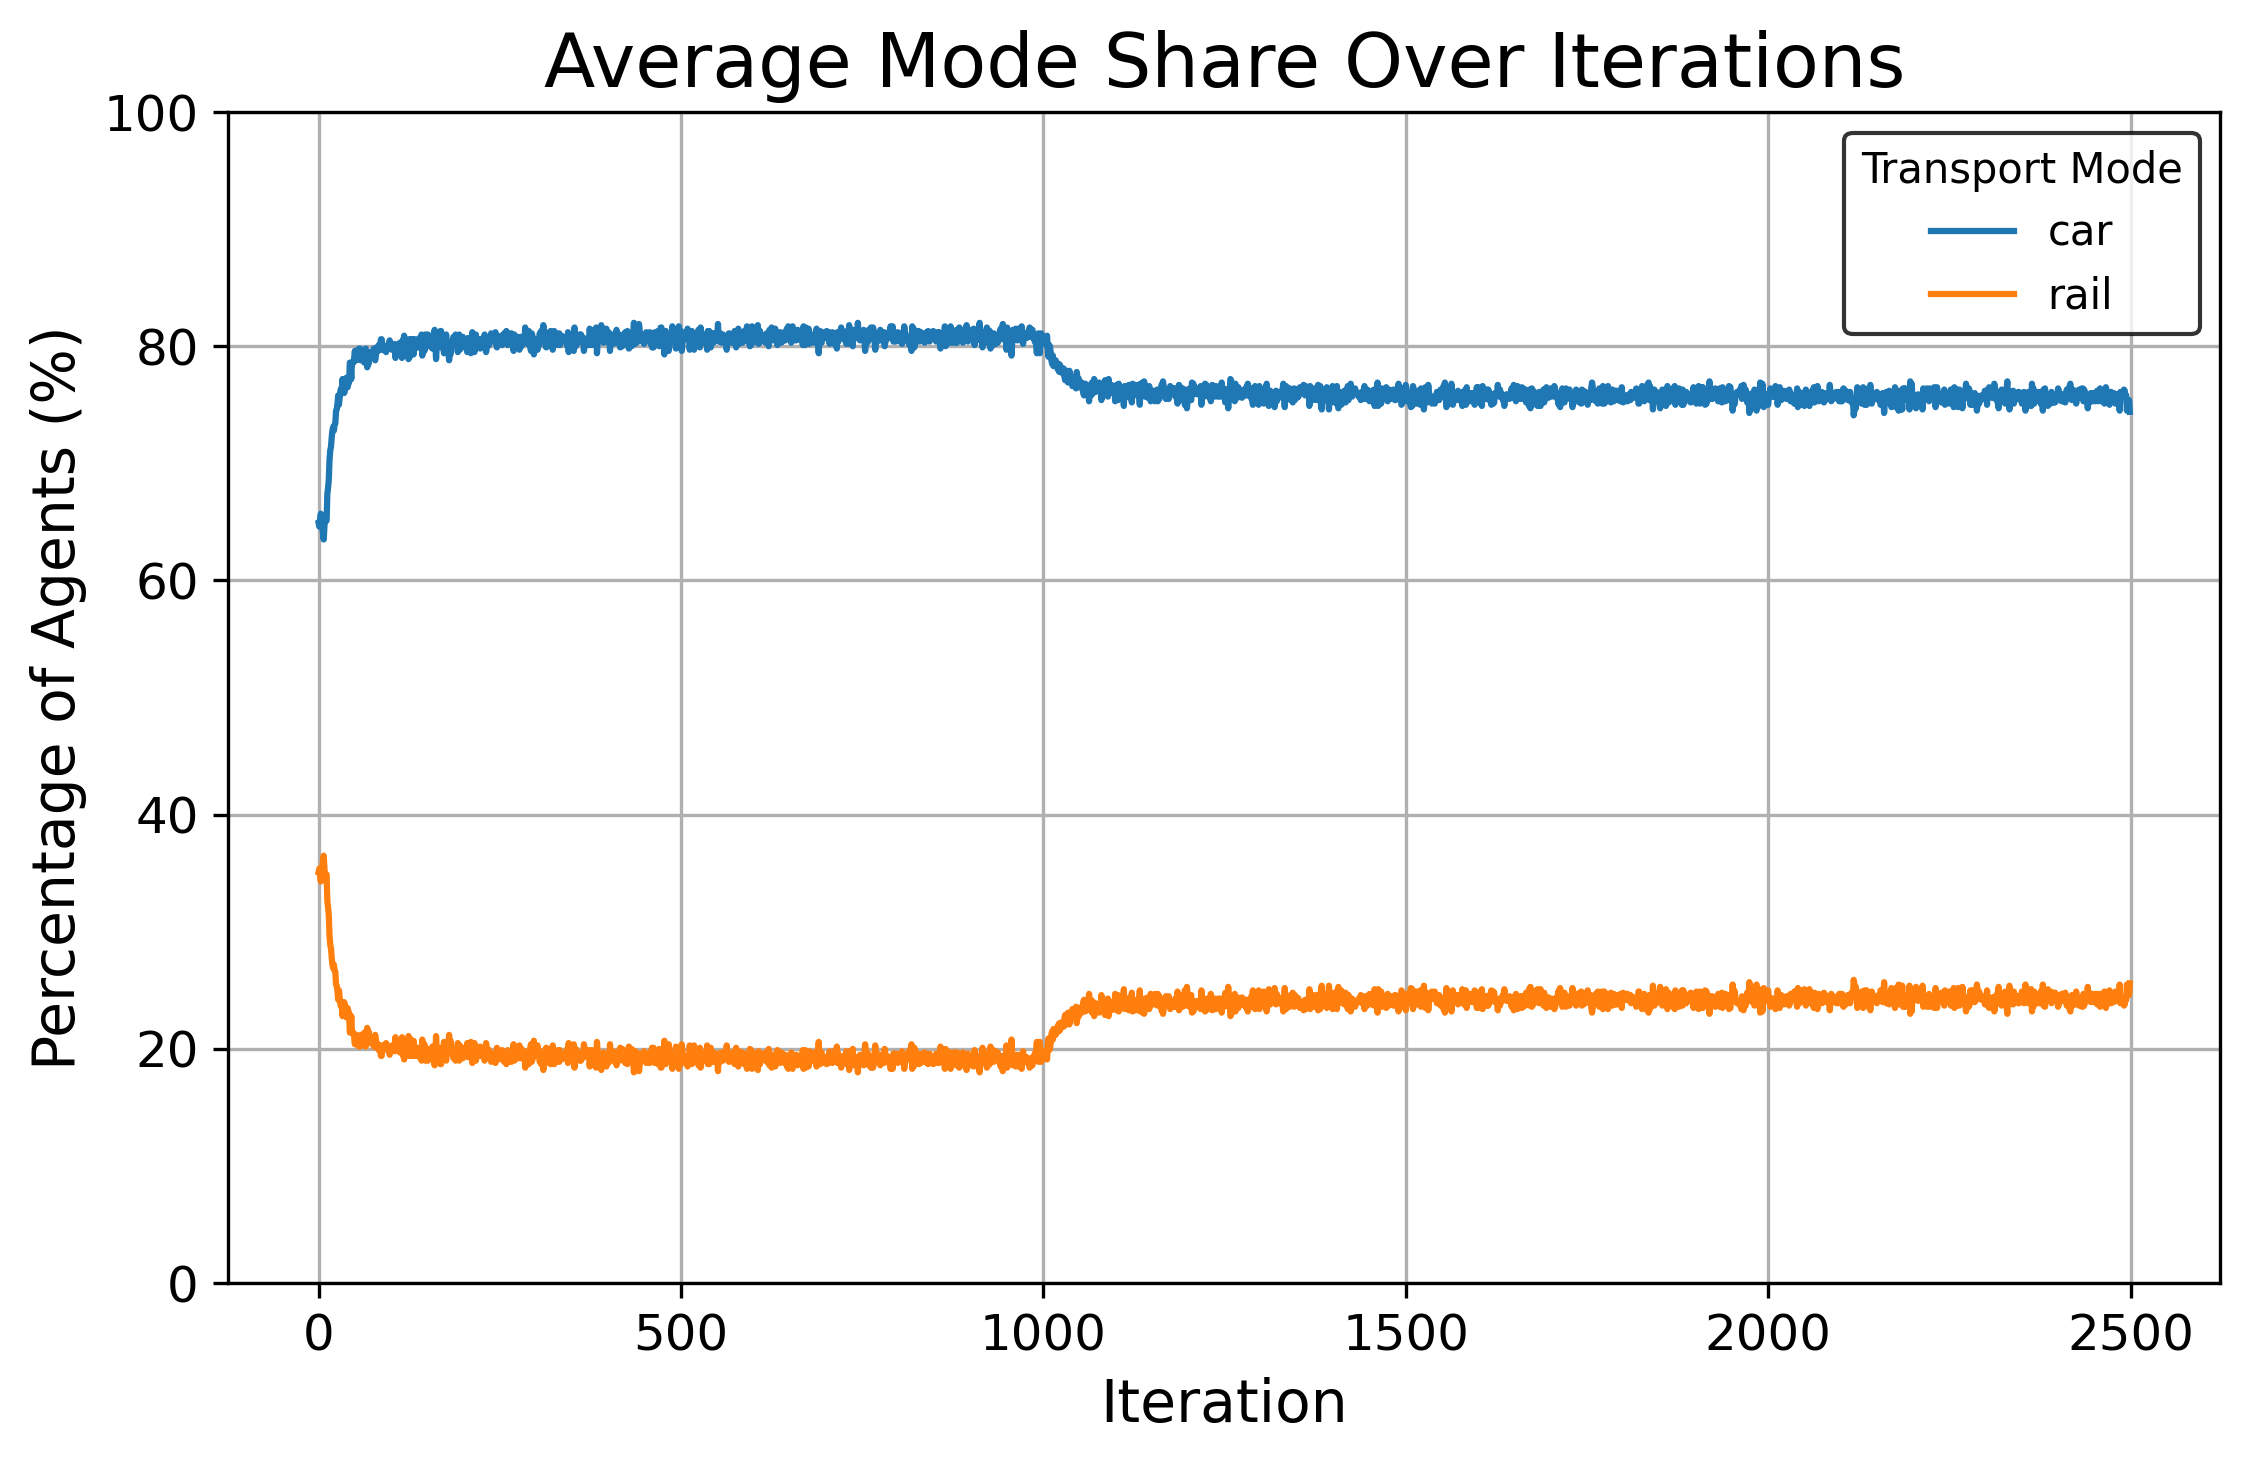 Average Mode Share Over Iterations
Percentage of Agents (%)
100
80
60
40
20
0
Transport Mode
car
rail
0 500 1000 1500 2000 2500
Iteration